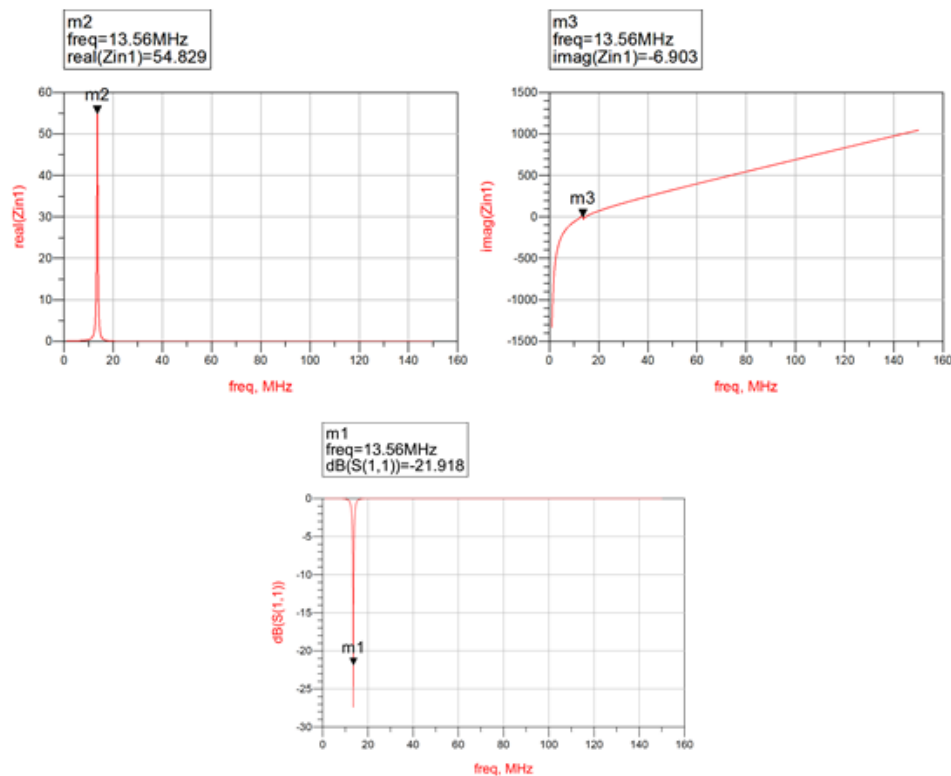 m2
freq=13.56MHz
real(Zin1)=54.829
m2
real(Zin1)
60
50
40
30
20
10
0
0 20 40 60 80 100 120 140 160
freq, MHz
m3
freq=13.56MHz
imag(Zin1)=-6.903
m3
imag(Zin1)
1500
1000
500
0
-500
-1000
-1500
0 20 40 60 80 100 120 140 160
freq, MHz
m1
freq=13.56MHz
dB(S(1,1))=-21.918
m1
dB(S(1,1))
0
-5
-10
-15
-20
-25
-30
0 20 40 60 80 100 120 140 160
freq, MHz